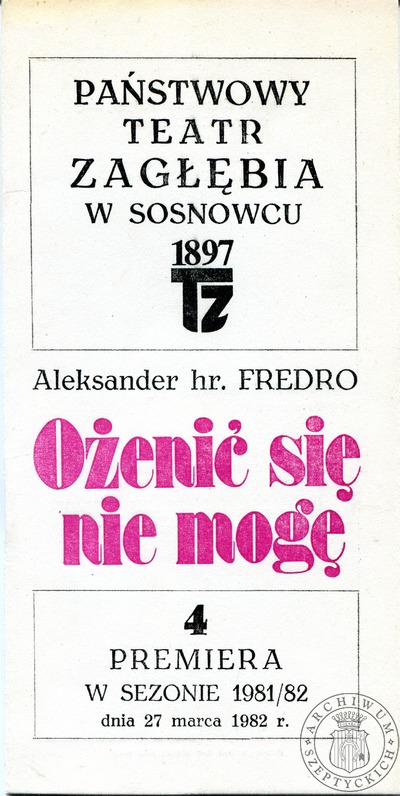 PAŃSTWOWY
TEATR
ZAGŁĘBIA
W SOSNOWCU
1897
TZ
Aleksander hr. FREDRO
Ożenić się
nie mogę
4
PREMIERA
W SEZONIE 1981/82
dnia 27 marca 1982 r.
ARCHIWUM
SZEPTYCKICH